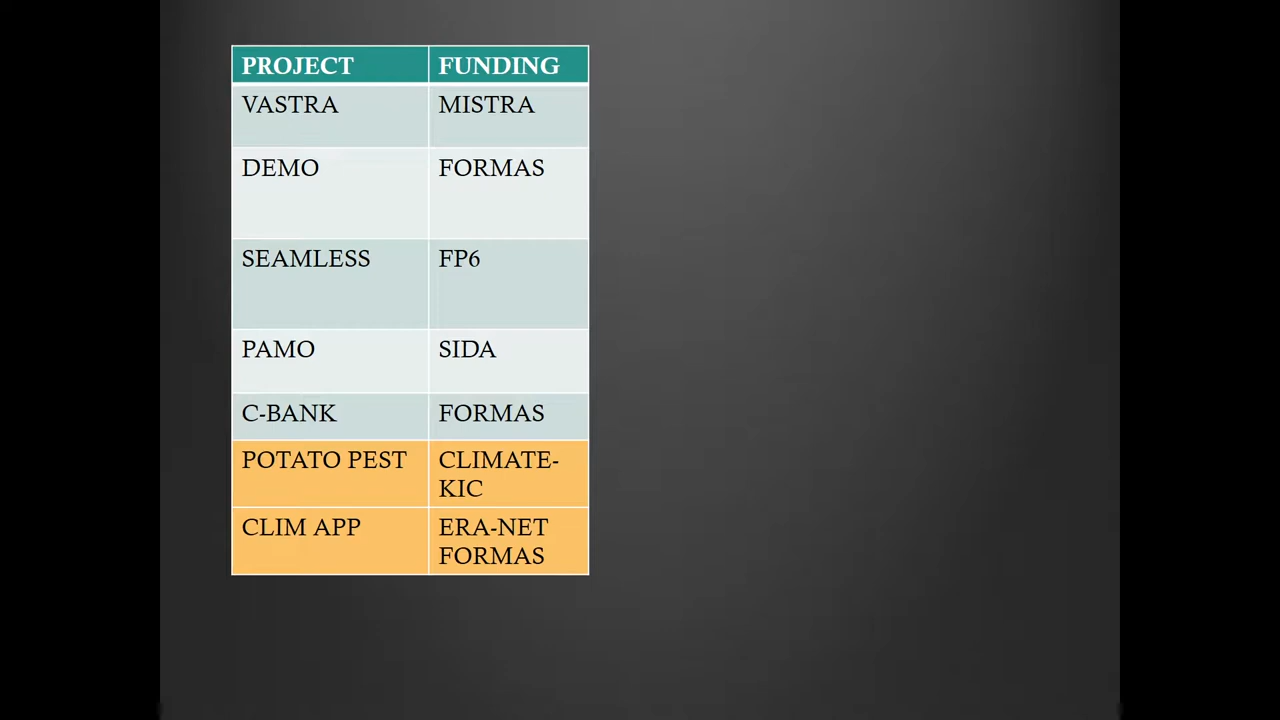 PROJECT FUNDING
VASTRA MISTRA
DEMO FORMAS
SEAMLESS FP6
PAMO SIDA
C-BANK FORMAS
POTATO PEST CLIMATE-
KIC
CLIM APP ERA-NET
FORMAS